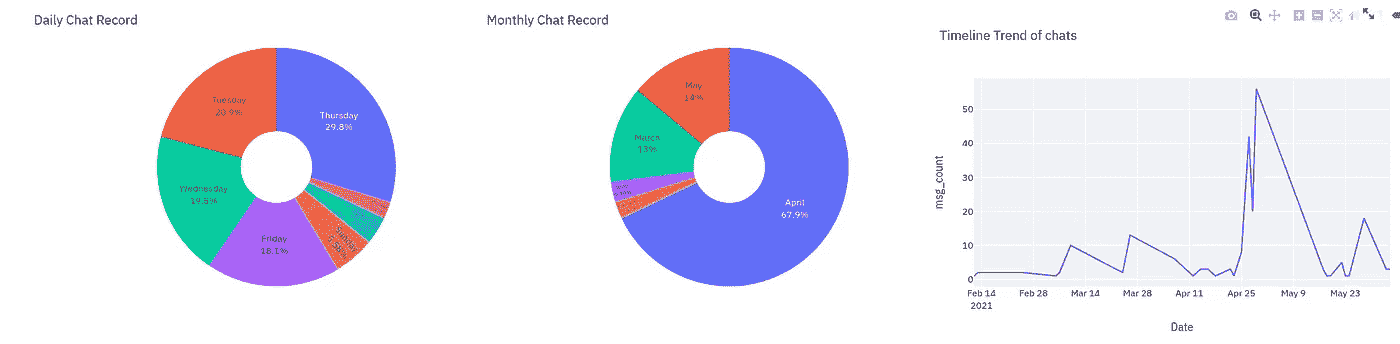 Daily Chat Record
Tuesday
20.9%
Thursday
29.8%
Wednesday
19.5%
Friday
18.1%
Sunday
Monthly Chat Record
May
14%
March
13%
April
67.9%
Timeline Trend of chats
msg_count
50
40
30
20
10
0
Feb 14
2021
Feb 28
Mar 14
Mar 28
Apr 11
Apr 25
May 9
May 23
Date